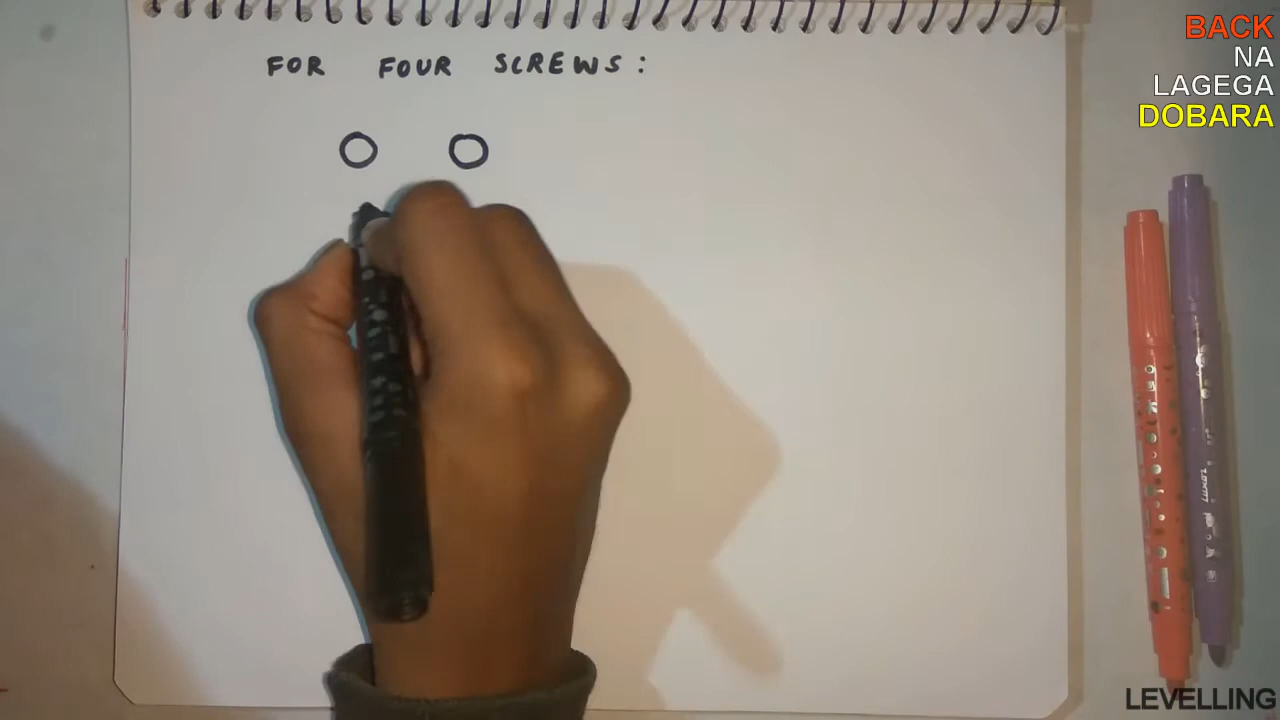 FOR FOUR SCREWS:
BACK
NA
LAGEGA
DOBARA
LEVELLING